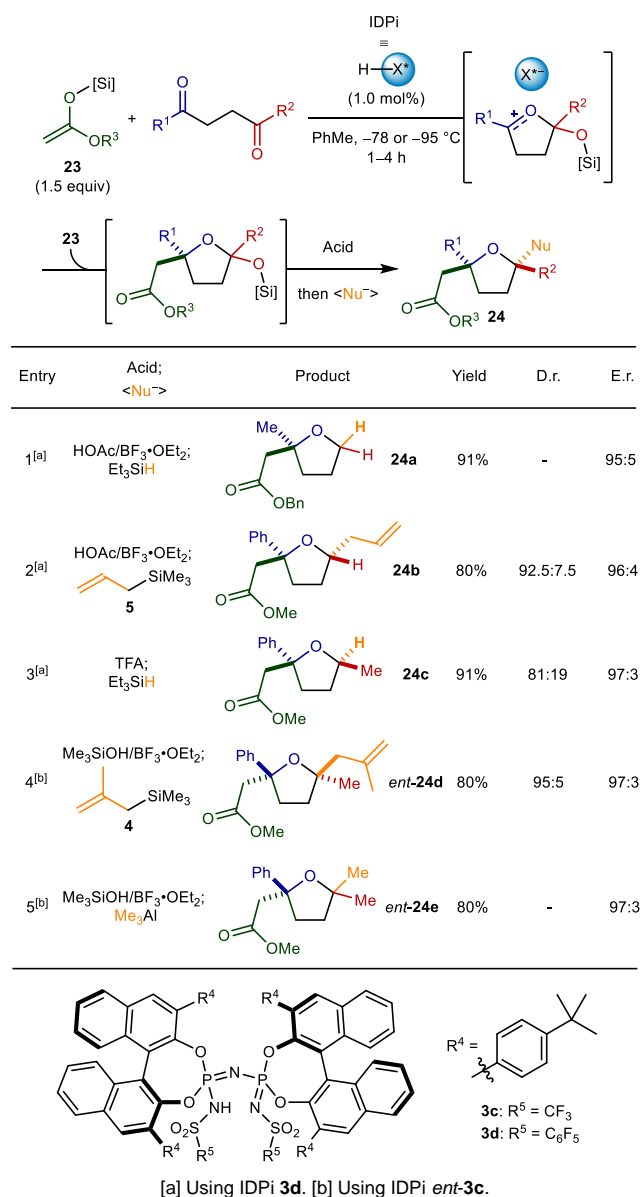 IDPi
≡
H X*
(1.0 mol%)
PhMe, –78 or –95 °C
1–4 h
O [Si]
OR³
23
(1.5 equiv)
+
O
R¹
R²
O
X*–
R¹
+
O
R²
O
[Si]
23
R¹
O
R²
O
[Si]
O
OR³
Acid
then <Nu⁻>
R¹
O
Nu
R²
O
OR³
24
Entry Acid; <Nu⁻> Product Yield D.r. E.r.
1[a] HOAc/BF₃•OEt₂; Et₃SiH
Me O H H
O OBn
24a 91% - 95:5
2[a] HOAc/BF₃•OEt₂;
SiMe₃
5
Ph O H
O OMe
24b 80% 92.5:7.5 96:4
3[a] TFA; Et₃SiH
Ph O H Me
O OMe
24c 91% 81:19 97:3
4[b] Me₃SiOH/BF₃•OEt₂;
SiMe₃
4
Ph O Me
O OMe
ent-24d 80% 95:5 97:3
5[b] Me₃SiOH/BF₃•OEt₂; Me₃Al
Ph O Me Me
O OMe
ent-24e 80% - 97:3
R⁴ R⁴
O O
P N P
O NH N O
O₂S SO₂
R⁴ R⁵ R⁵ R⁴
R⁴ =
3c: R⁵ = CF₃
3d: R⁵ = C₆F₅
[a] Using IDPi 3d. [b] Using IDPi ent-3c.